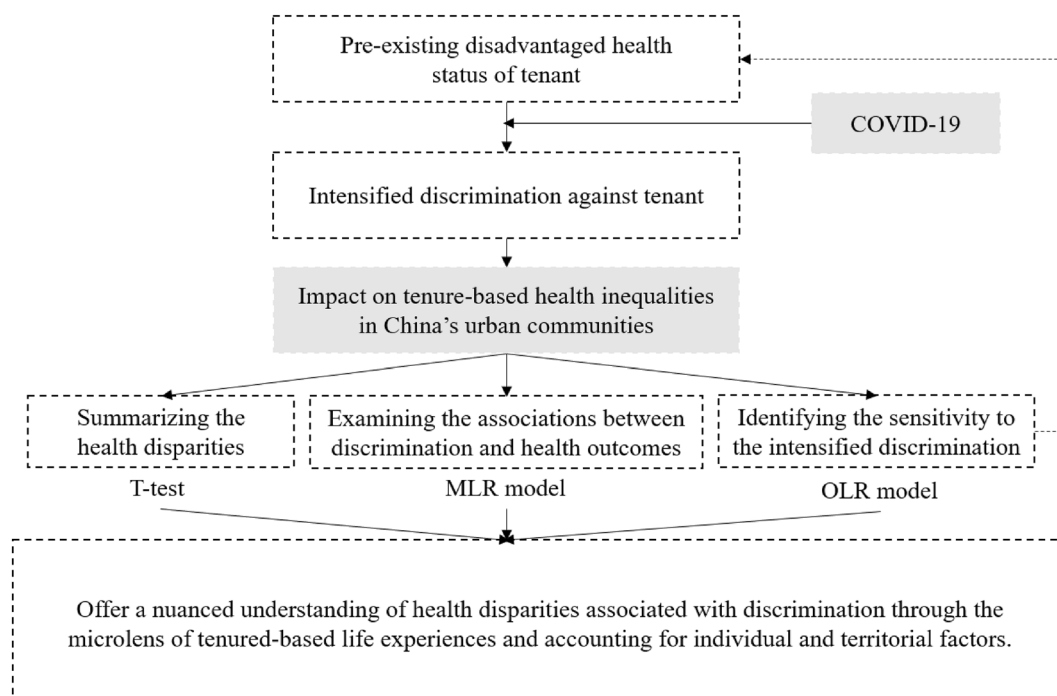 Pre-existing disadvantaged health
status of tenant
COVID-19
Intensified discrimination against tenant
Impact on tenure-based health inequalities
in China's urban communities
Summarizing the
health disparities
Examining the associations between
discrimination and health outcomes
Identifying the sensitivity to
the intensified discrimination
T-test
MLR model
OLR model
Offer a nuanced understanding of health disparities associated with discrimination through the
microlens of tenured-based life experiences and accounting for individual and territorial factors.